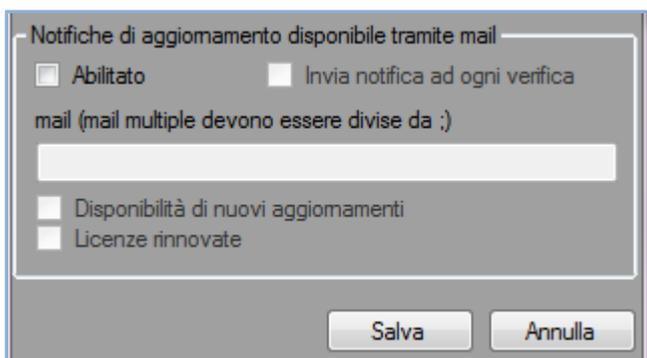 Notifiche di aggiornamento disponibile tramite mail
Abilitato Invia notifica ad ogni verifica
mail (mail multiple devono essere divise da ;)
Disponibilità di nuovi aggiornamenti
Licenze rinnovate
Salva Annulla